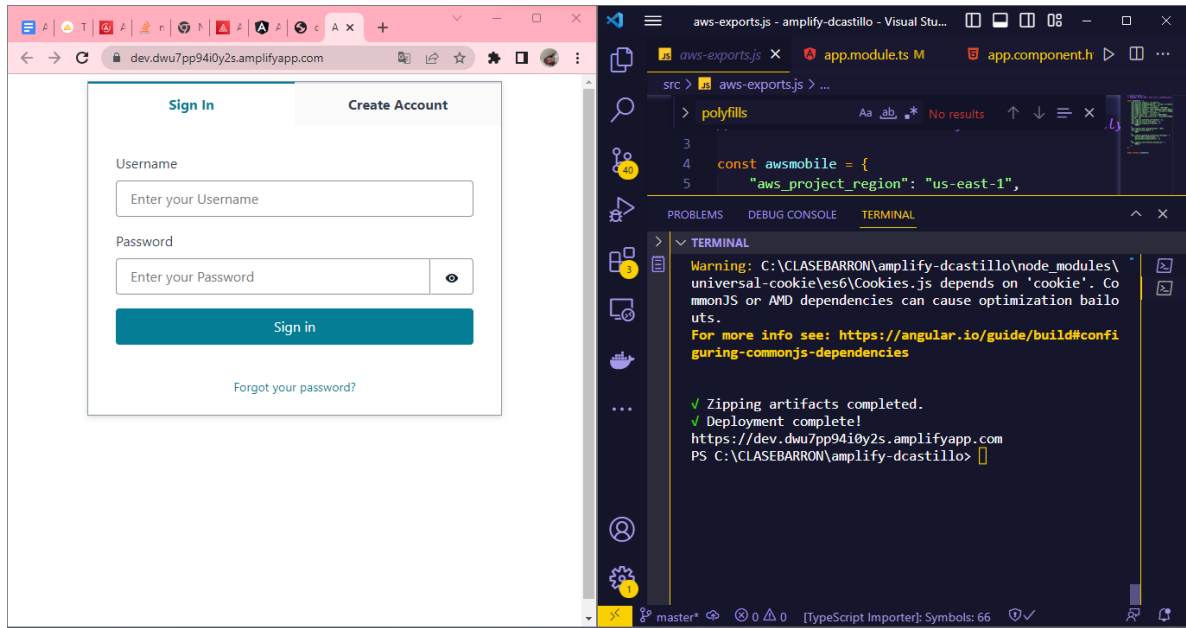 dev.dwu7pp94i0y2s.amplifyapp.com
Sign In
Create Account
Username
Enter your Username
Password
Enter your Password
Sign in
Forgot your password?
aws-exports.js - amplify-dcastillo - Visual Stu...
JS aws-exports.js
app.module.ts M
app.component.h
src > JS aws-exports.js > ...
polyfills
Aa ab
No results
3
4 const awsmobile = {
5 "aws_project_region": "us-east-1",
PROBLEMS DEBUG CONSOLE TERMINAL
TERMINAL
Warning: C:\CLASEBARRON\amplify-dcastillo\node_modules\
universal-cookie\es6\Cookies.js depends on 'cookie'. Co
mmonJS or AMD dependencies can cause optimization bailo
uts.
For more info see: https://angular.io/guide/build#confi
guring-commonjs-dependencies
√ Zipping artifacts completed.
√ Deployment complete!
https://dev.dwu7pp94i0y2s.amplifyapp.com
PS C:\CLASEBARRON\amplify-dcastillo>
40
3
1
master* 0 0 [TypeScript Importer]: Symbols: 66